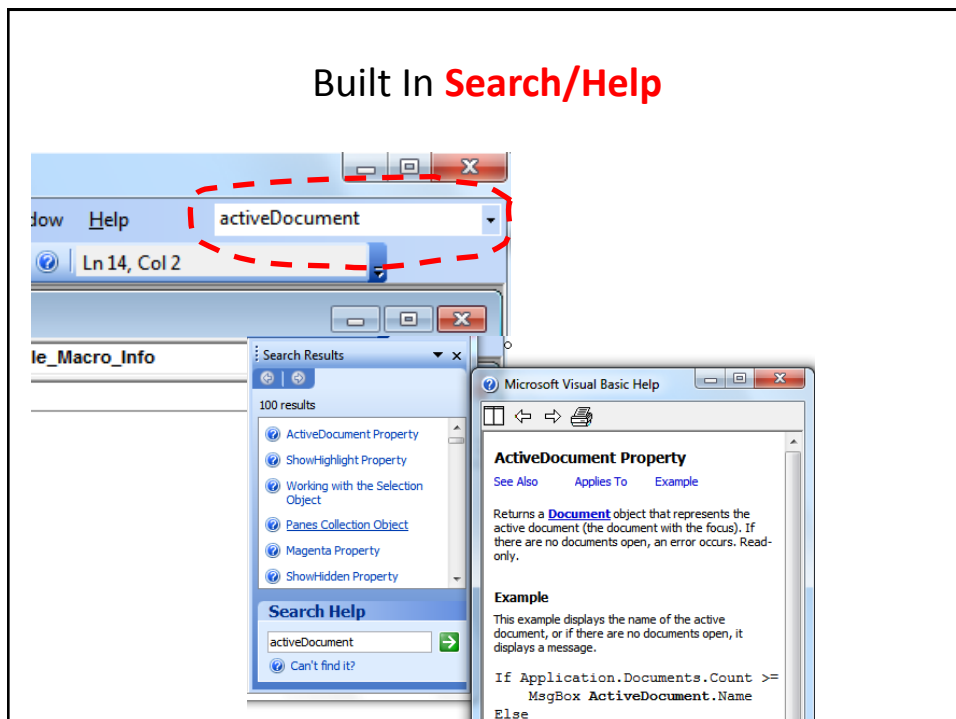 Built In Search/Help
Help
activeDocument
Ln 14, Col 2
le_Macro_Info
Search Results
100 results
ActiveDocument Property
ShowHighlight Property
Working with the Selection
Object
Panes Collection Object
Magenta Property
ShowHidden Property
Search Help
activeDocument
Can't find it?
Microsoft Visual Basic Help
ActiveDocument Property
See Also Applies To Example
Returns a Document object that represents the
active document (the document with the focus). If
there are no documents open, an error occurs. Read-
only.
Example
This example displays the name of the active
document, or if there are no documents open, it
displays a message.
If Application.Documents.Count >=
MsgBox ActiveDocument.Name
Else